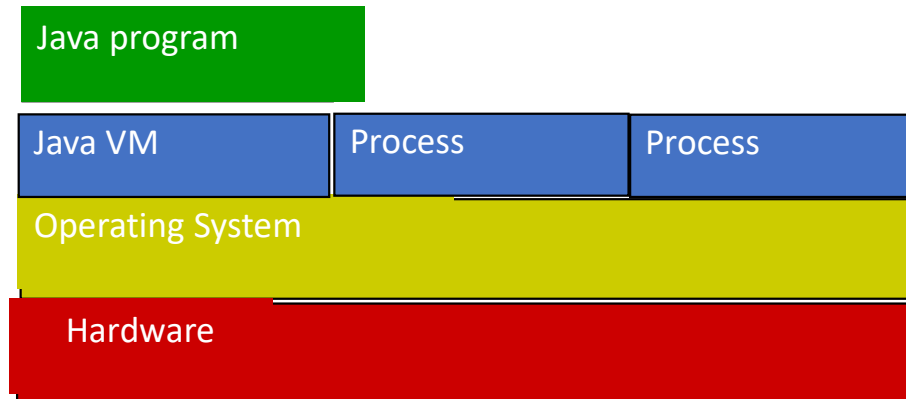 Java program
Java VM
Process
Process
Operating System
Hardware